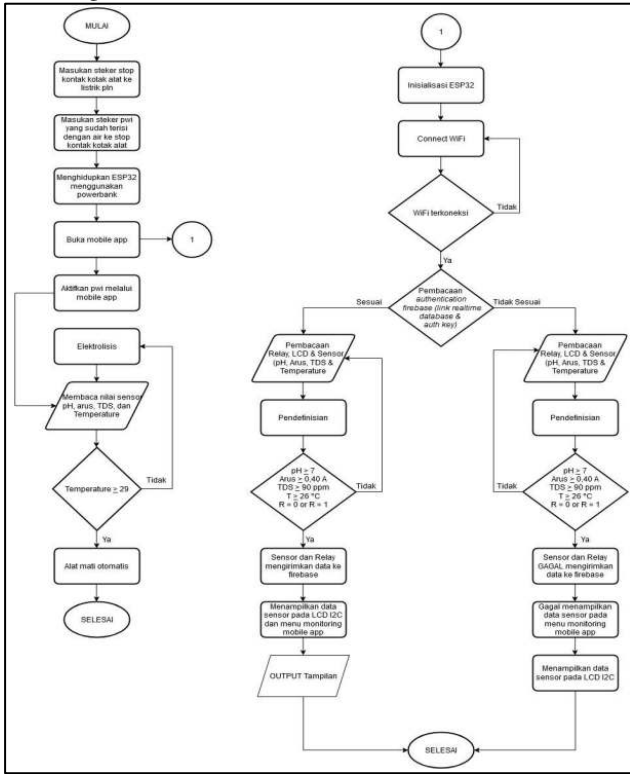 MULAI
Masukan steker stop
kontak kotak alat ke
listrik pln
Masukan steker pwi
yang sudah terisi
dengan air ke stop
kontak kotak alat
Menghidupkan ESP32
menggunakan
powerbank
Buka mobile app
1
Aktifkan pwi melalui
mobile app
Elektrolisis
Membaca nilai sensor
pH, arus, TDS, dan
Temperature
Temperature ≥ 29
Tidak
Ya
Alat mati otomatis
SELESAI
1
Inisialisasi ESP32
Connect WiFi
WiFi terkoneksi
Tidak
Ya
Pembacaan
authentication
firebase (link realtime
database &
auth key)
Sesuai
Tidak Sesuai
Pembacaan
Relay, LCD & Sensor
(pH, Arus, TDS &
Temperature
Pendefinisian
pH ≥ 7
Arus ≥ 0,40 A
TDS ≥ 90 ppm
T ≥ 26 °C
R = 0 or R = 1
Tidak
Ya
Sensor dan Relay
mengirimkan data ke
firebase
Menampilkan data
sensor pada LCD I2C
dan menu monitoring
mobile app
OUTPUT Tampilan
Pembacaan
Relay, LCD & Sensor
(pH, Arus, TDS &
Temperature
Pendefinisian
pH ≥ 7
Arus ≥ 0,40 A
TDS ≥ 90 ppm
T ≥ 26 °C
R = 0 or R = 1
Tidak
Ya
Sensor dan Relay
GAGAL mengirimkan
data ke firebase
Gagal menampilkan
data sensor pada
menu monitoring
mobile app
Menampilkan data
sensor pada LCD I2C
SELESAI